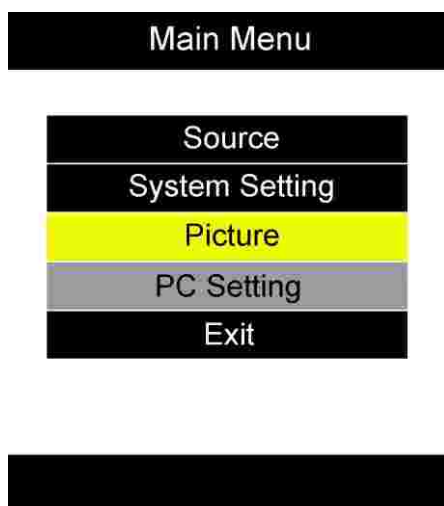 Main Menu
Source
System Setting
Picture
PC Setting
Exit